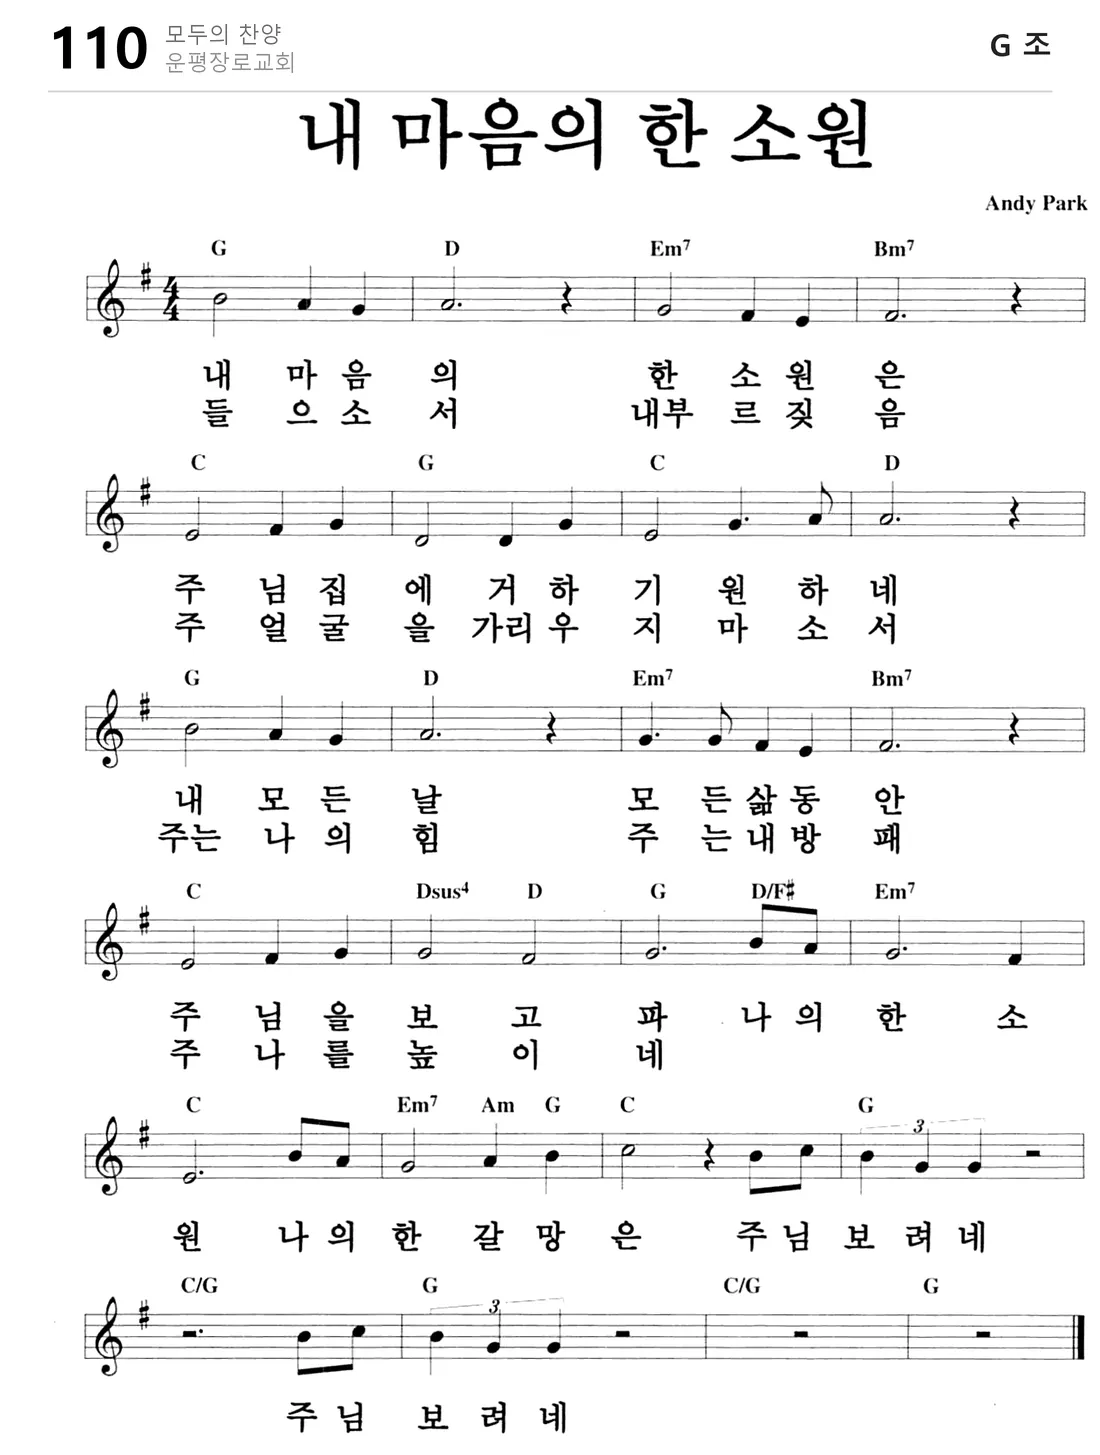 110 모두의 찬양
운평장로교회
G 조
내 마음의 한 소원
Andy Park
G D Em7 Bm7
4
4
내 마 음 의 한 소 원 은
들 으 소 서 내부 르 짖 음
C G C D
주 님 집 에 거 하 기 원 하 네
주 얼 굴 을 가리 우 지 마 소 서
G D Em7 Bm7
내 모 든 날 모 든 삶 동 안
주는 나 의 힘 주 는 내 방 패
C Dsus4 D G D/F♯ Em7
주 님 을 보 고 파 나 의 한 소
주 나 를 높 이 네
C Em7 Am G C G
3
원 나 의 한 갈 망 은 주 님 보 려 네
C/G G C/G G
3
주 님 보 려 네